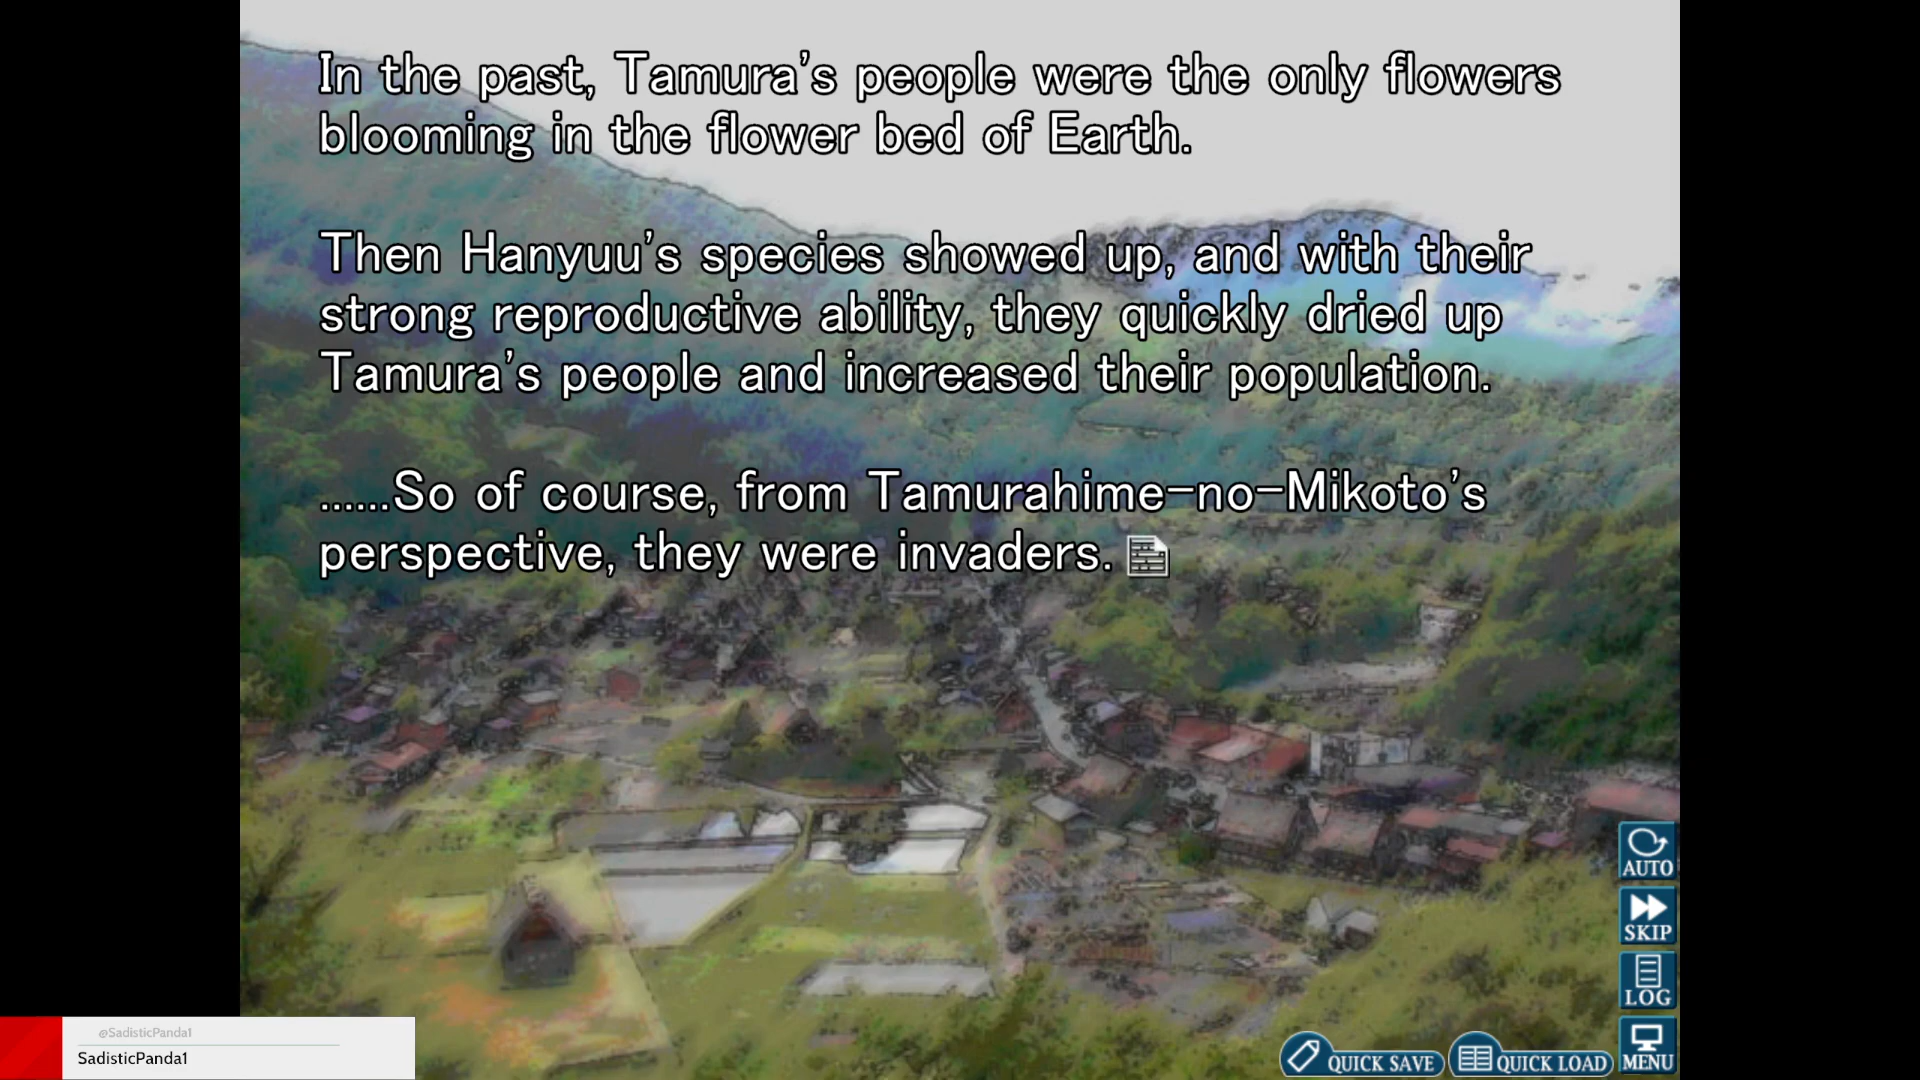 In the past, Tamura's people were the only flowers
blooming in the flower bed of Earth.
Then Hanyuu's species showed up, and with their
strong reproductive ability, they quickly dried up
Tamura's people and increased their population.
......So of course, from Tamurahime-no-Mikoto's
perspective, they were invaders.
AUTO
SKIP
LOG
MENU
QUICK SAVE
QUICK LOAD
@SadisticPanda1
SadisticPanda1